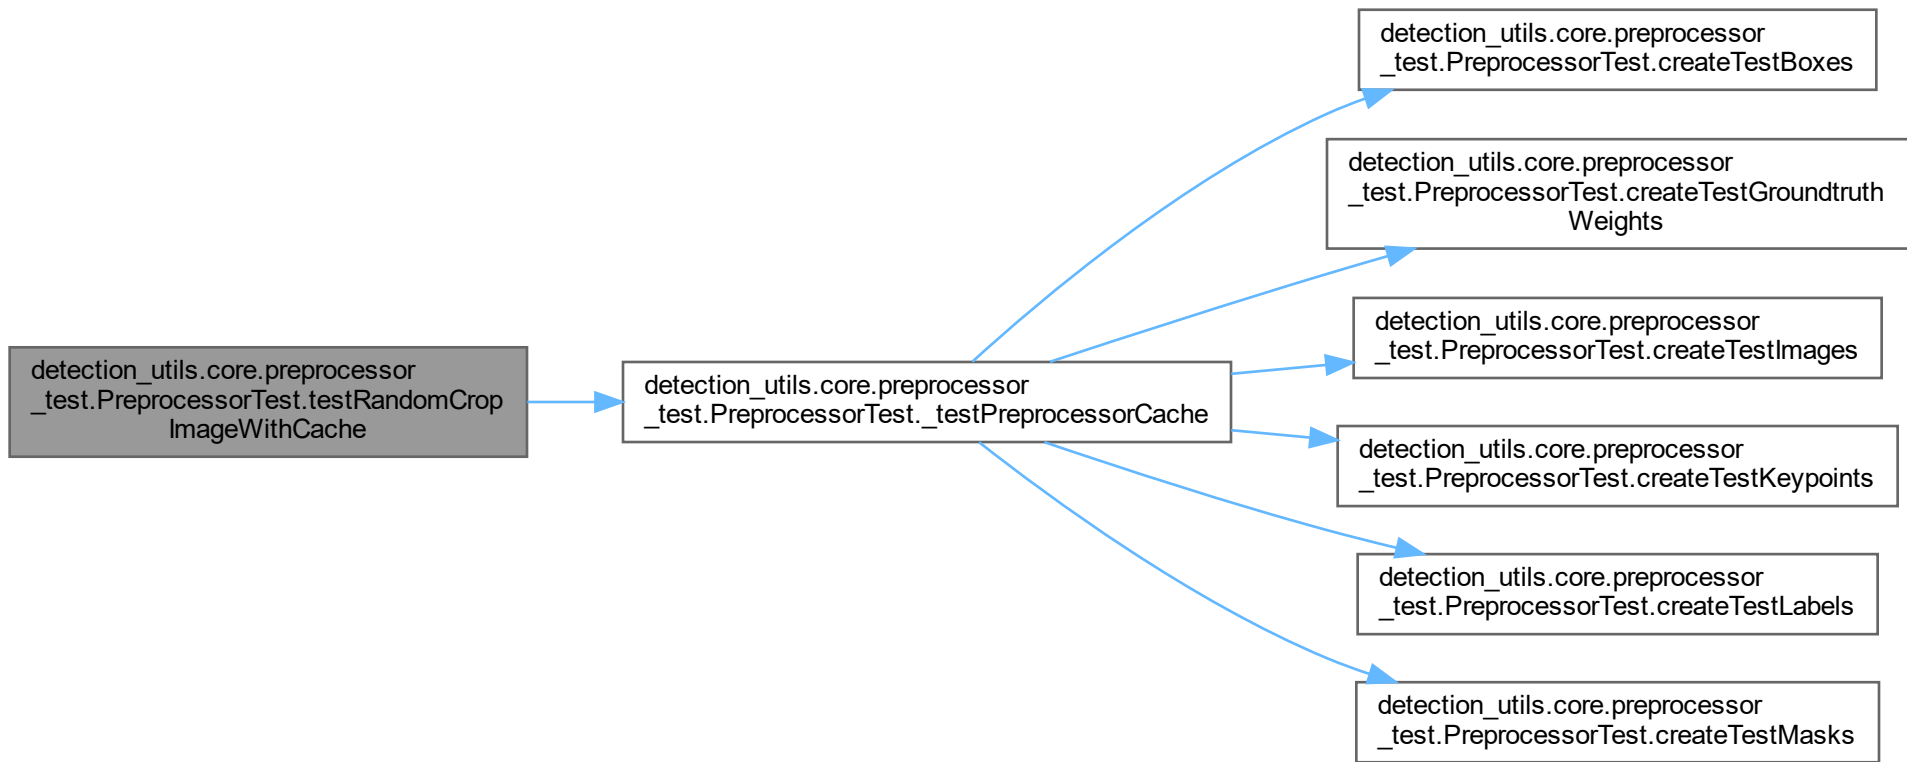 detection_utils.core.preprocessor
_test.PreprocessorTest.testRandomCrop
ImageWithCache
detection_utils.core.preprocessor
_test.PreprocessorTest._testPreprocessorCache
detection_utils.core.preprocessor
_test.PreprocessorTest.createTestBoxes
detection_utils.core.preprocessor
_test.PreprocessorTest.createTestGroundtruth
Weights
detection_utils.core.preprocessor
_test.PreprocessorTest.createTestImages
detection_utils.core.preprocessor
_test.PreprocessorTest.createTestKeypoints
detection_utils.core.preprocessor
_test.PreprocessorTest.createTestLabels
detection_utils.core.preprocessor
_test.PreprocessorTest.createTestMasks